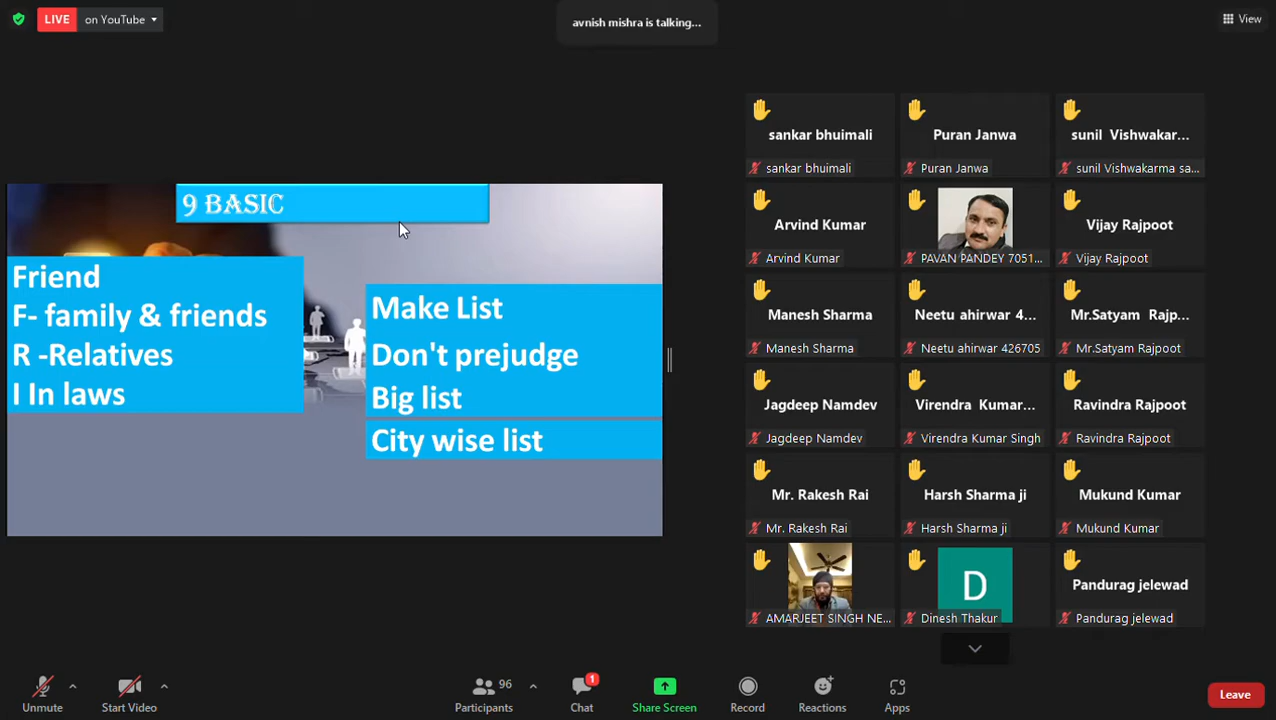 LIVE on YouTube
avnish mishra is talking...
View
9 BASIC
Friend
F- family & friends
R -Relatives
I In laws
Make List
Don't prejudge
Big list
City wise list
sankar bhuimali
sankar bhuimali
Puran Janwa
Puran Janwa
sunil Vishwakar...
sunil Vishwakarma sa...
Arvind Kumar
Arvind Kumar
PAVAN PANDEY 7051...
Vijay Rajpoot
Vijay Rajpoot
Manesh Sharma
Manesh Sharma
Neetu ahirwar 4...
Neetu ahirwar 426705
Mr.Satyam Rajp...
Mr.Satyam Rajpoot
Jagdeep Namdev
Jagdeep Namdev
Virendra Kumar...
Virendra Kumar Singh
Ravindra Rajpoot
Ravindra Rajpoot
Mr. Rakesh Rai
Mr. Rakesh Rai
Harsh Sharma ji
Harsh Sharma ji
Mukund Kumar
Mukund Kumar
AMARJEET SINGH NE...
D
Dinesh Thakur
Pandurag jelewad
Pandurag jelewad
Unmute
Start Video
96
Participants
1
Chat
Share Screen
Record
Reactions
Apps
Leave